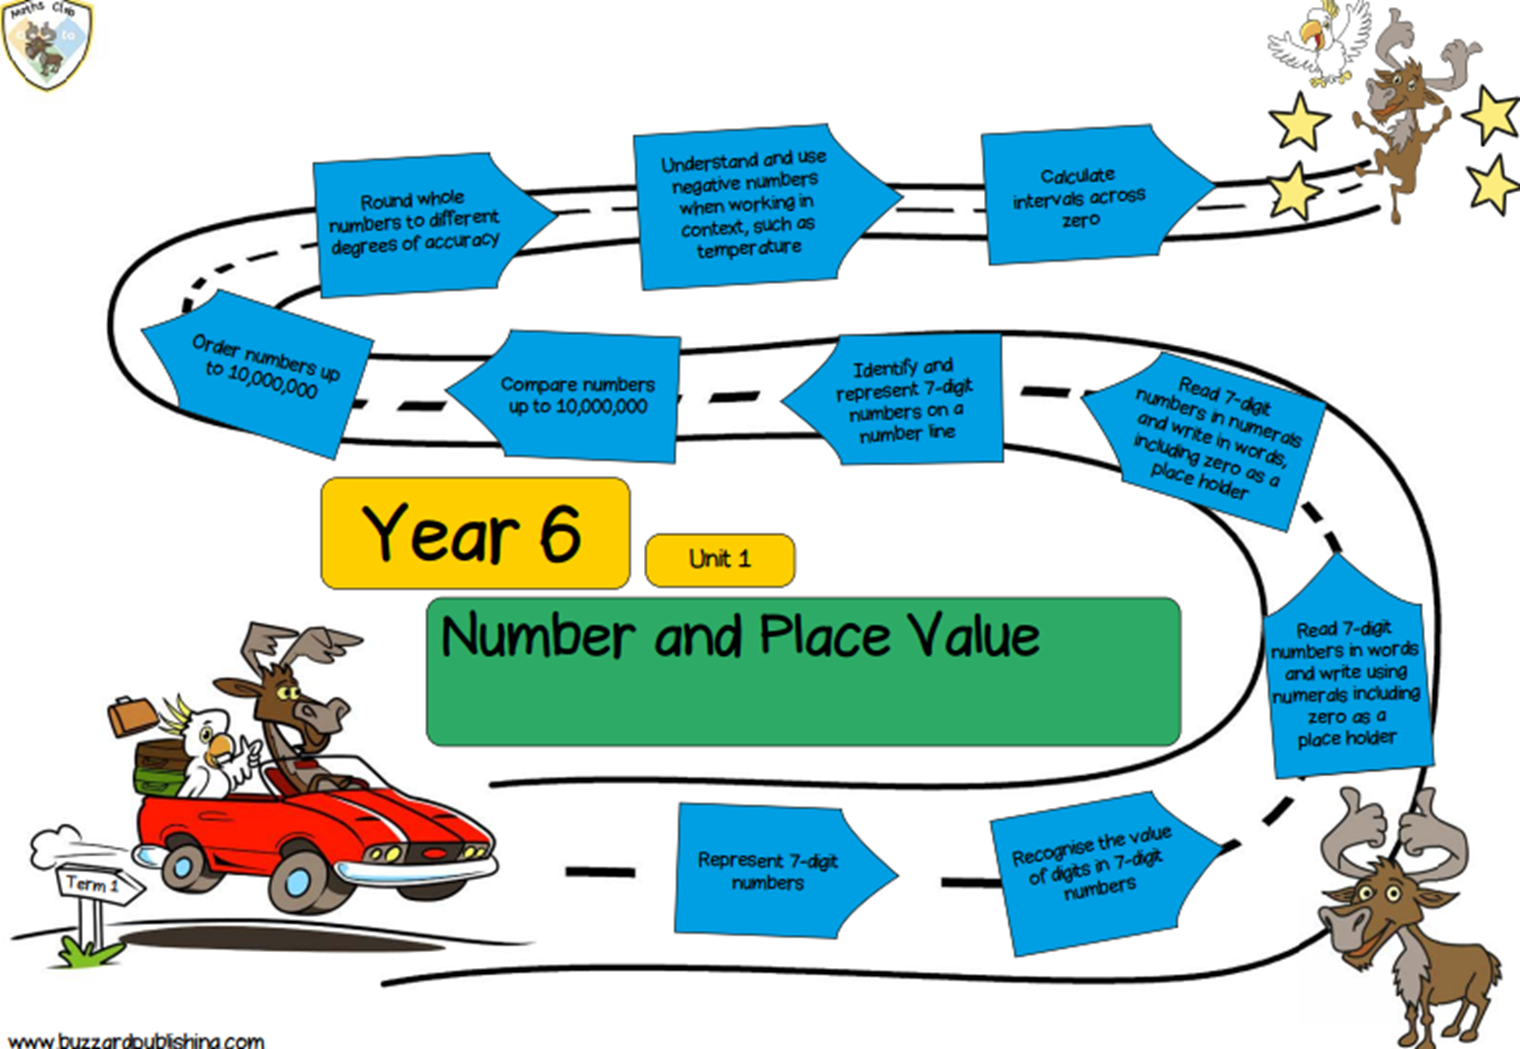 Maths Club
Round whole
numbers to different
degrees of accuracy
Understand and use
negative numbers
when working in
context, such as
temperature
Calculate
intervals across
zero
Order numbers up
to 10,000,000
Compare numbers
up to 10,000,000
Identify and
represent 7-digit
numbers on a
number line
Read 7-digit
numbers in numerals
and write in words,
including zero as a
place holder
Year 6
Unit 1
Number and Place Value
Read 7-digit
numbers in words
and write using
numerals including
zero as a
place holder
Represent 7-digit
numbers
Recognise the value
of digits in 7-digit
numbers
Term 1
www.buzzardpublishing.com